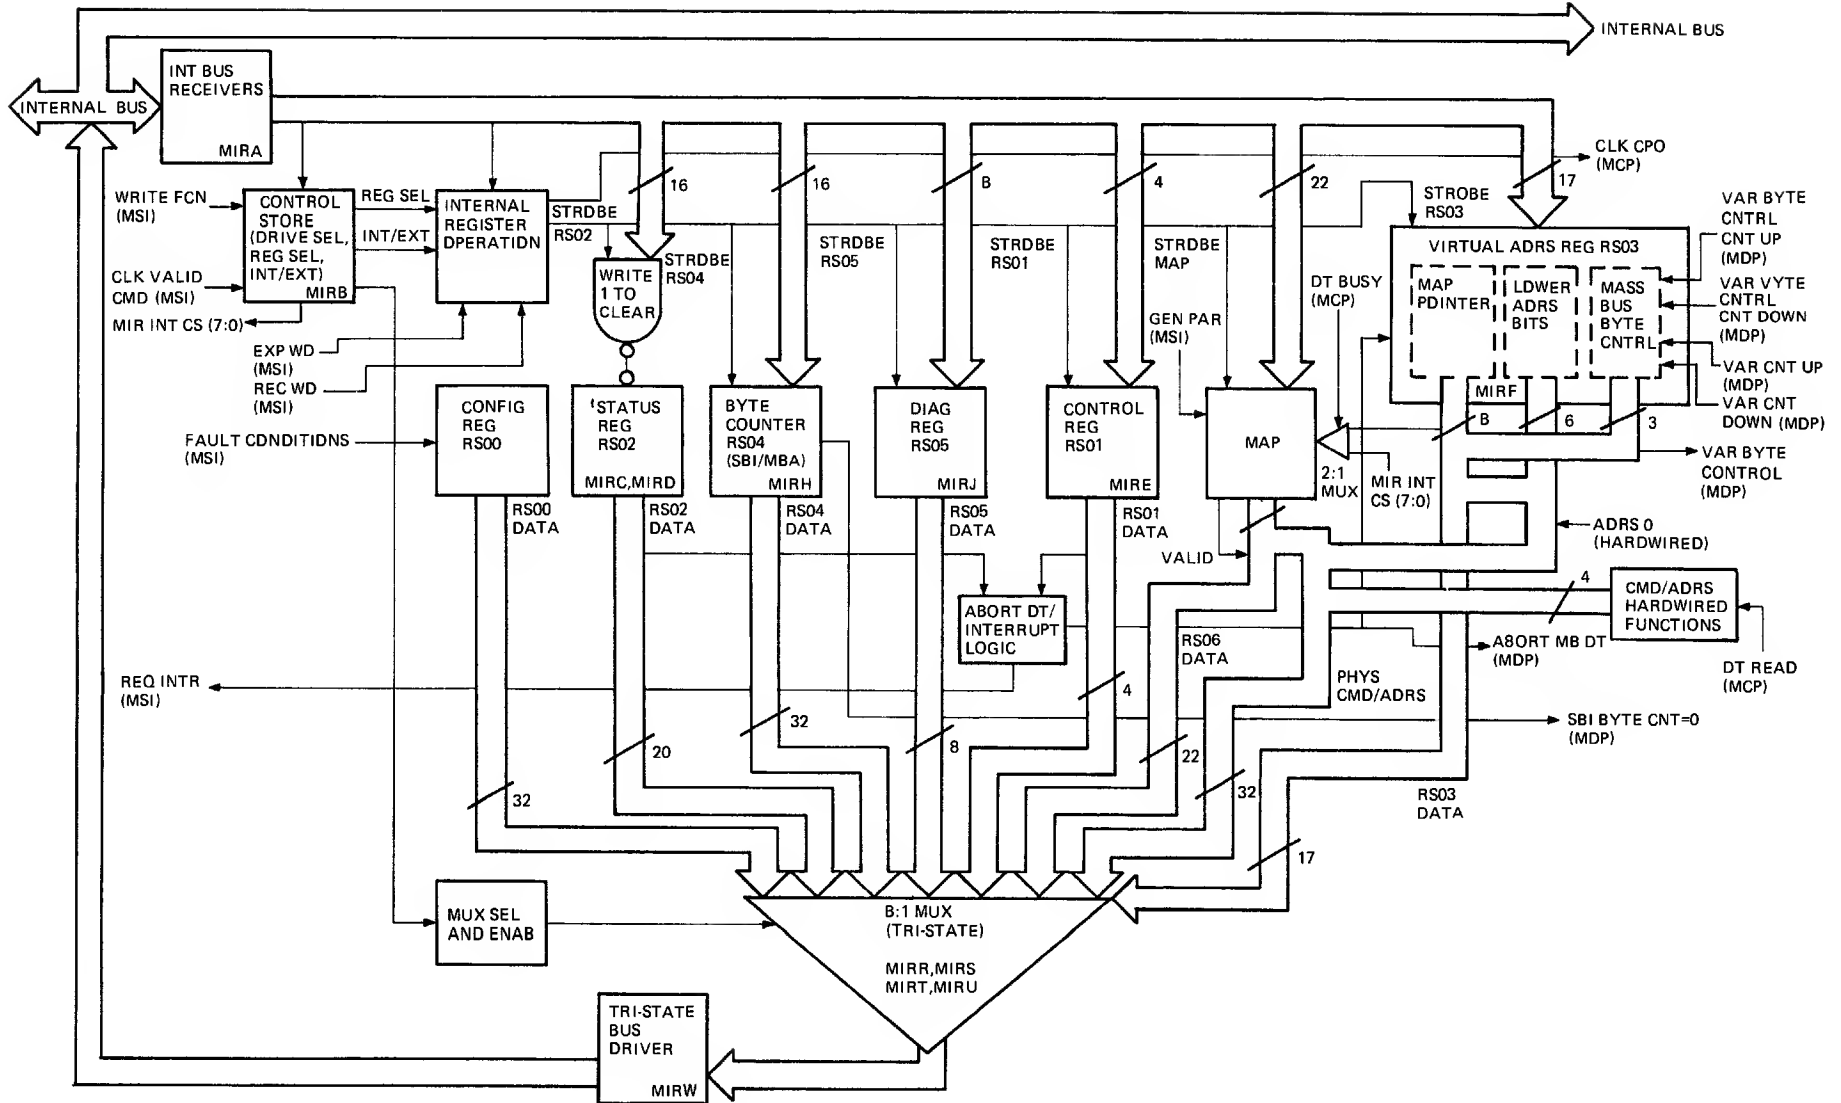 INTERNAL BUS
INT BUS
RECEIVERS
MIRA
INTERNAL BUS
CLK CPO
(MCP)
16
16
B
4
22
17
WRITE FCN
(MSI)
CONTROL
STORE
(DRIVE SEL,
REG SEL,
INT/EXT)
MIRB
REG SEL
INT/EXT
CLK VALID
CMD (MSI)
MIR INT CS (7:0)
EXP WD
(MSI)
REC WD
(MSI)
INTERNAL
REGISTER
DPERATIDN
STRDBE
RS02
STRDBE
RS04
WRITE
1 TO
CLEAR
STRDBE
RS05
STRDBE
RS01
STRDBE
MAP
STROBE
RS03
VIRTUAL ADRS REG RS03
MAP
PDINTER
LDWER
ADRS
BITS
MASS
BUS
BYTE
CNTRL
MIRF
VAR BYTE
CNTRL
CNT UP
(MDP)
VAR VYTE
CNTRL
CNT DOWN
(MDP)
VAR CNT UP
(MDP)
VAR CNT
DOWN (MDP)
DT BUSY
(MCP)
GEN PAR
(MSI)
FAULT CDNDITIDNS
(MSI)
CONFIG
REG
RS00
STATUS
REG
RS02
MIRC,MIRD
BYTE
COUNTER
RS04
(SBI/MBA)
MIRH
DIAG
REG
RS05
MIRJ
CONTROL
REG
RS01
MIRE
MAP
2:1
MUX
MIR INT
CS (7:0)
B
6
3
VAR BYTE
CONTROL
(MDP)
RS00
DATA
RS02
DATA
RS04
DATA
RS05
DATA
RS01
DATA
VALID
ADRS 0
(HARDWIRED)
4
CMD/ADRS
HARDWIRED
FUNCTIONS
ABORT DT/
INTERRUPT
LOGIC
RS06
DATA
A8ORT MB DT
(MDP)
DT READ
(MCP)
REQ INTR
(MSI)
PHYS
CMD/ADRS
4
32
SBI BYTE CNT=0
(MDP)
20
8
22
32
32
RS03
DATA
17
MUX SEL
AND ENAB
B:1 MUX
(TRI-STATE)
MIRR,MIRS
MIRT,MIRU
TRI-STATE
BUS
DRIVER
MIRW